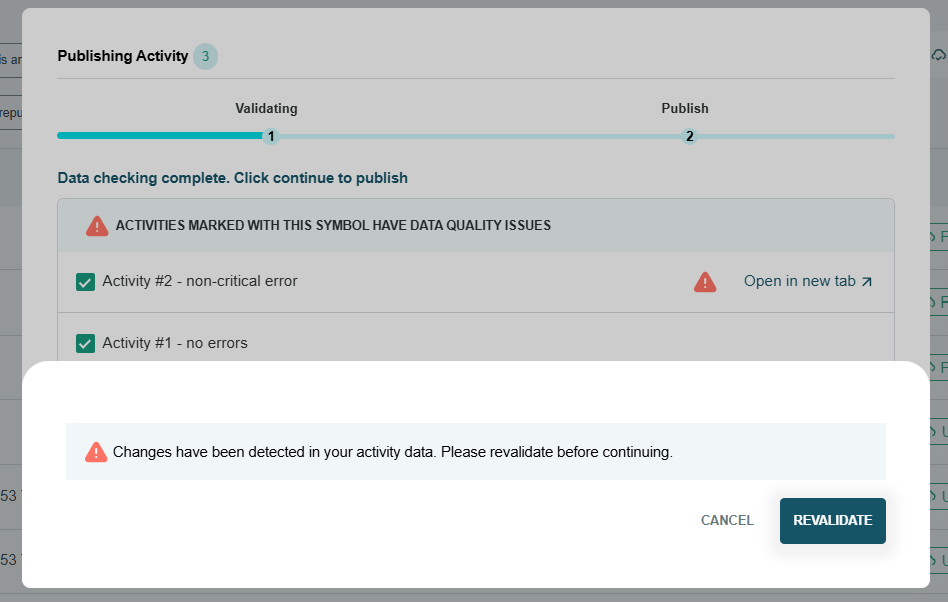 Publishing Activity 3
Validating
Publish
1
2
Data checking complete. Click continue to publish
ACTIVITIES MARKED WITH THIS SYMBOL HAVE DATA QUALITY ISSUES
Activity #2 - non-critical error
Open in new tab
Activity #1 - no errors
Changes have been detected in your activity data. Please revalidate before continuing.
CANCEL
REVALIDATE
53
53